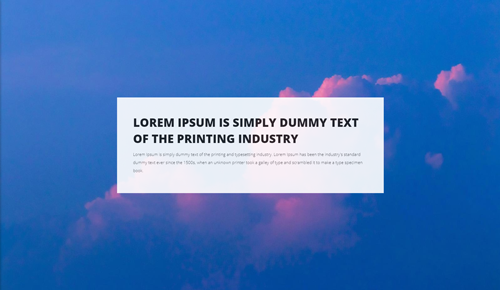 LOREM IPSUM IS SIMPLY DUMMY TEXT
OF THE PRINTING INDUSTRY
Lorem Ipsum is simply dummy text of the printing and typesetting industry. Lorem Ipsum has been the industry's standard
dummy text ever since the 1500s, when an unknown printer took a galley of type and scrambled it to make a type specimen
book.